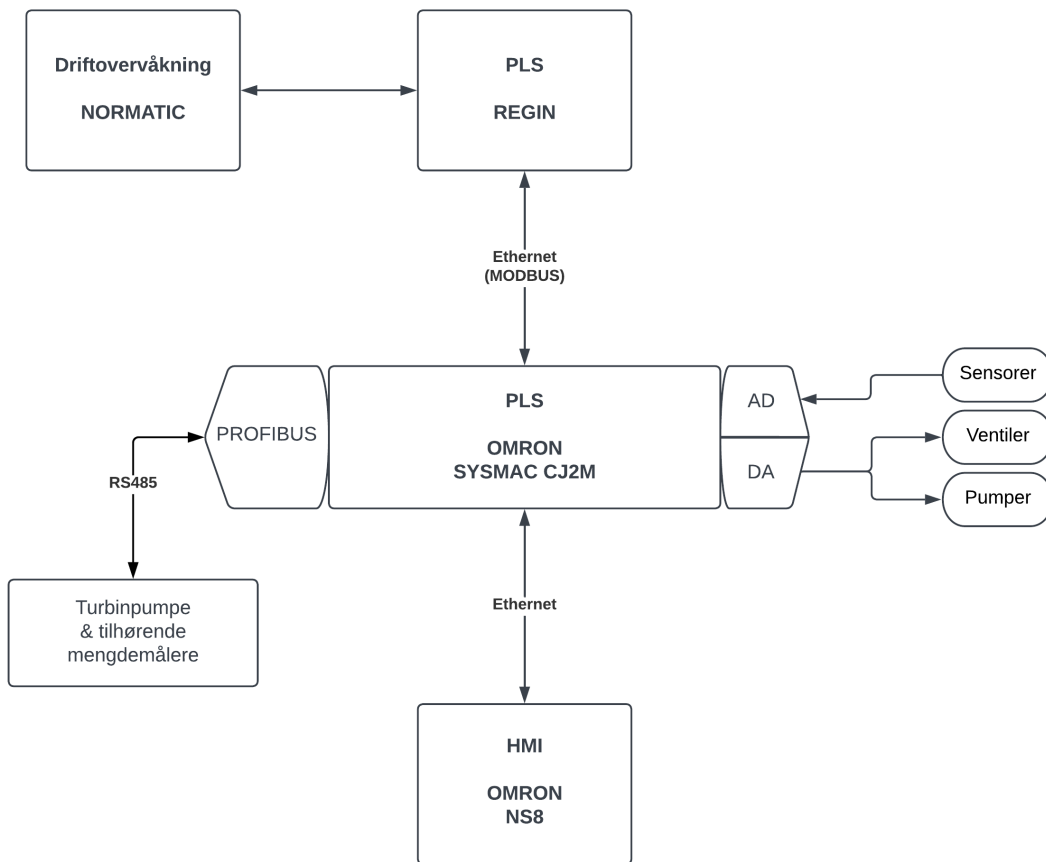 Driftovervåkning
NORMATIC
PLS
REGIN
Ethernet
(MODBUS)
PROFIBUS
PLS
OMRON
SYSMAC CJ2M
AD
DA
Sensorer
Ventiler
Pumper
RS485
Turbinpumpe
& tilhørende
mengdemålere
Ethernet
HMI
OMRON
NS8